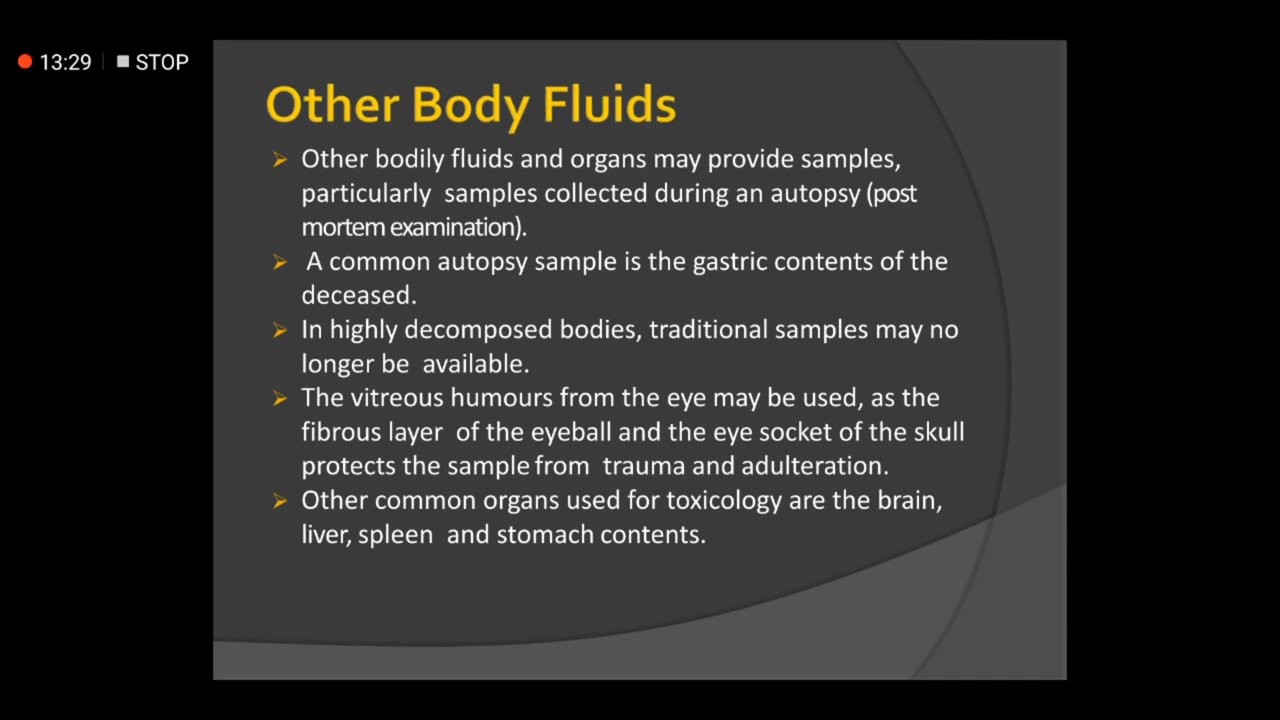 13:29 STOP
Other Body Fluids
Other bodily fluids and organs may provide samples,
particularly samples collected during an autopsy (post
mortem examination).
A common autopsy sample is the gastric contents of the
deceased.
In highly decomposed bodies, traditional samples may no
longer be available.
The vitreous humours from the eye may be used, as the
fibrous layer of the eyeball and the eye socket of the skull
protects the sample from trauma and adulteration.
Other common organs used for toxicology are the brain,
liver, spleen and stomach contents.